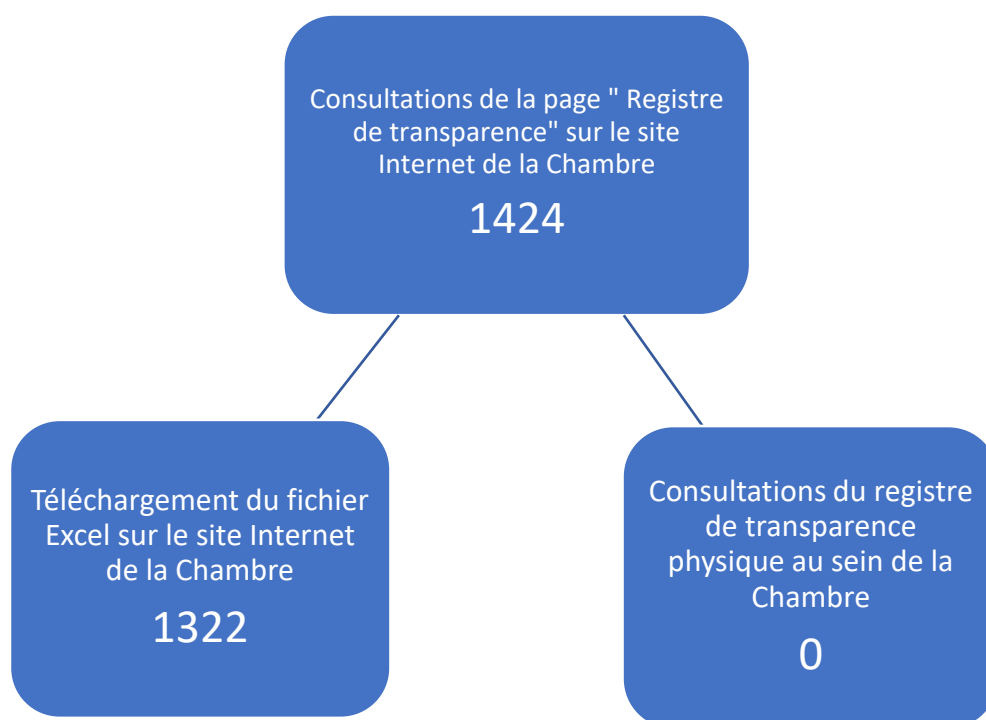 Consultations de la page " Registre
de transparence" sur le site
Internet de la Chambre
1424
Téléchargement du fichier
Excel sur le site Internet
de la Chambre
1322
Consultations du registre
de transparence
physique au sein de la
Chambre
0